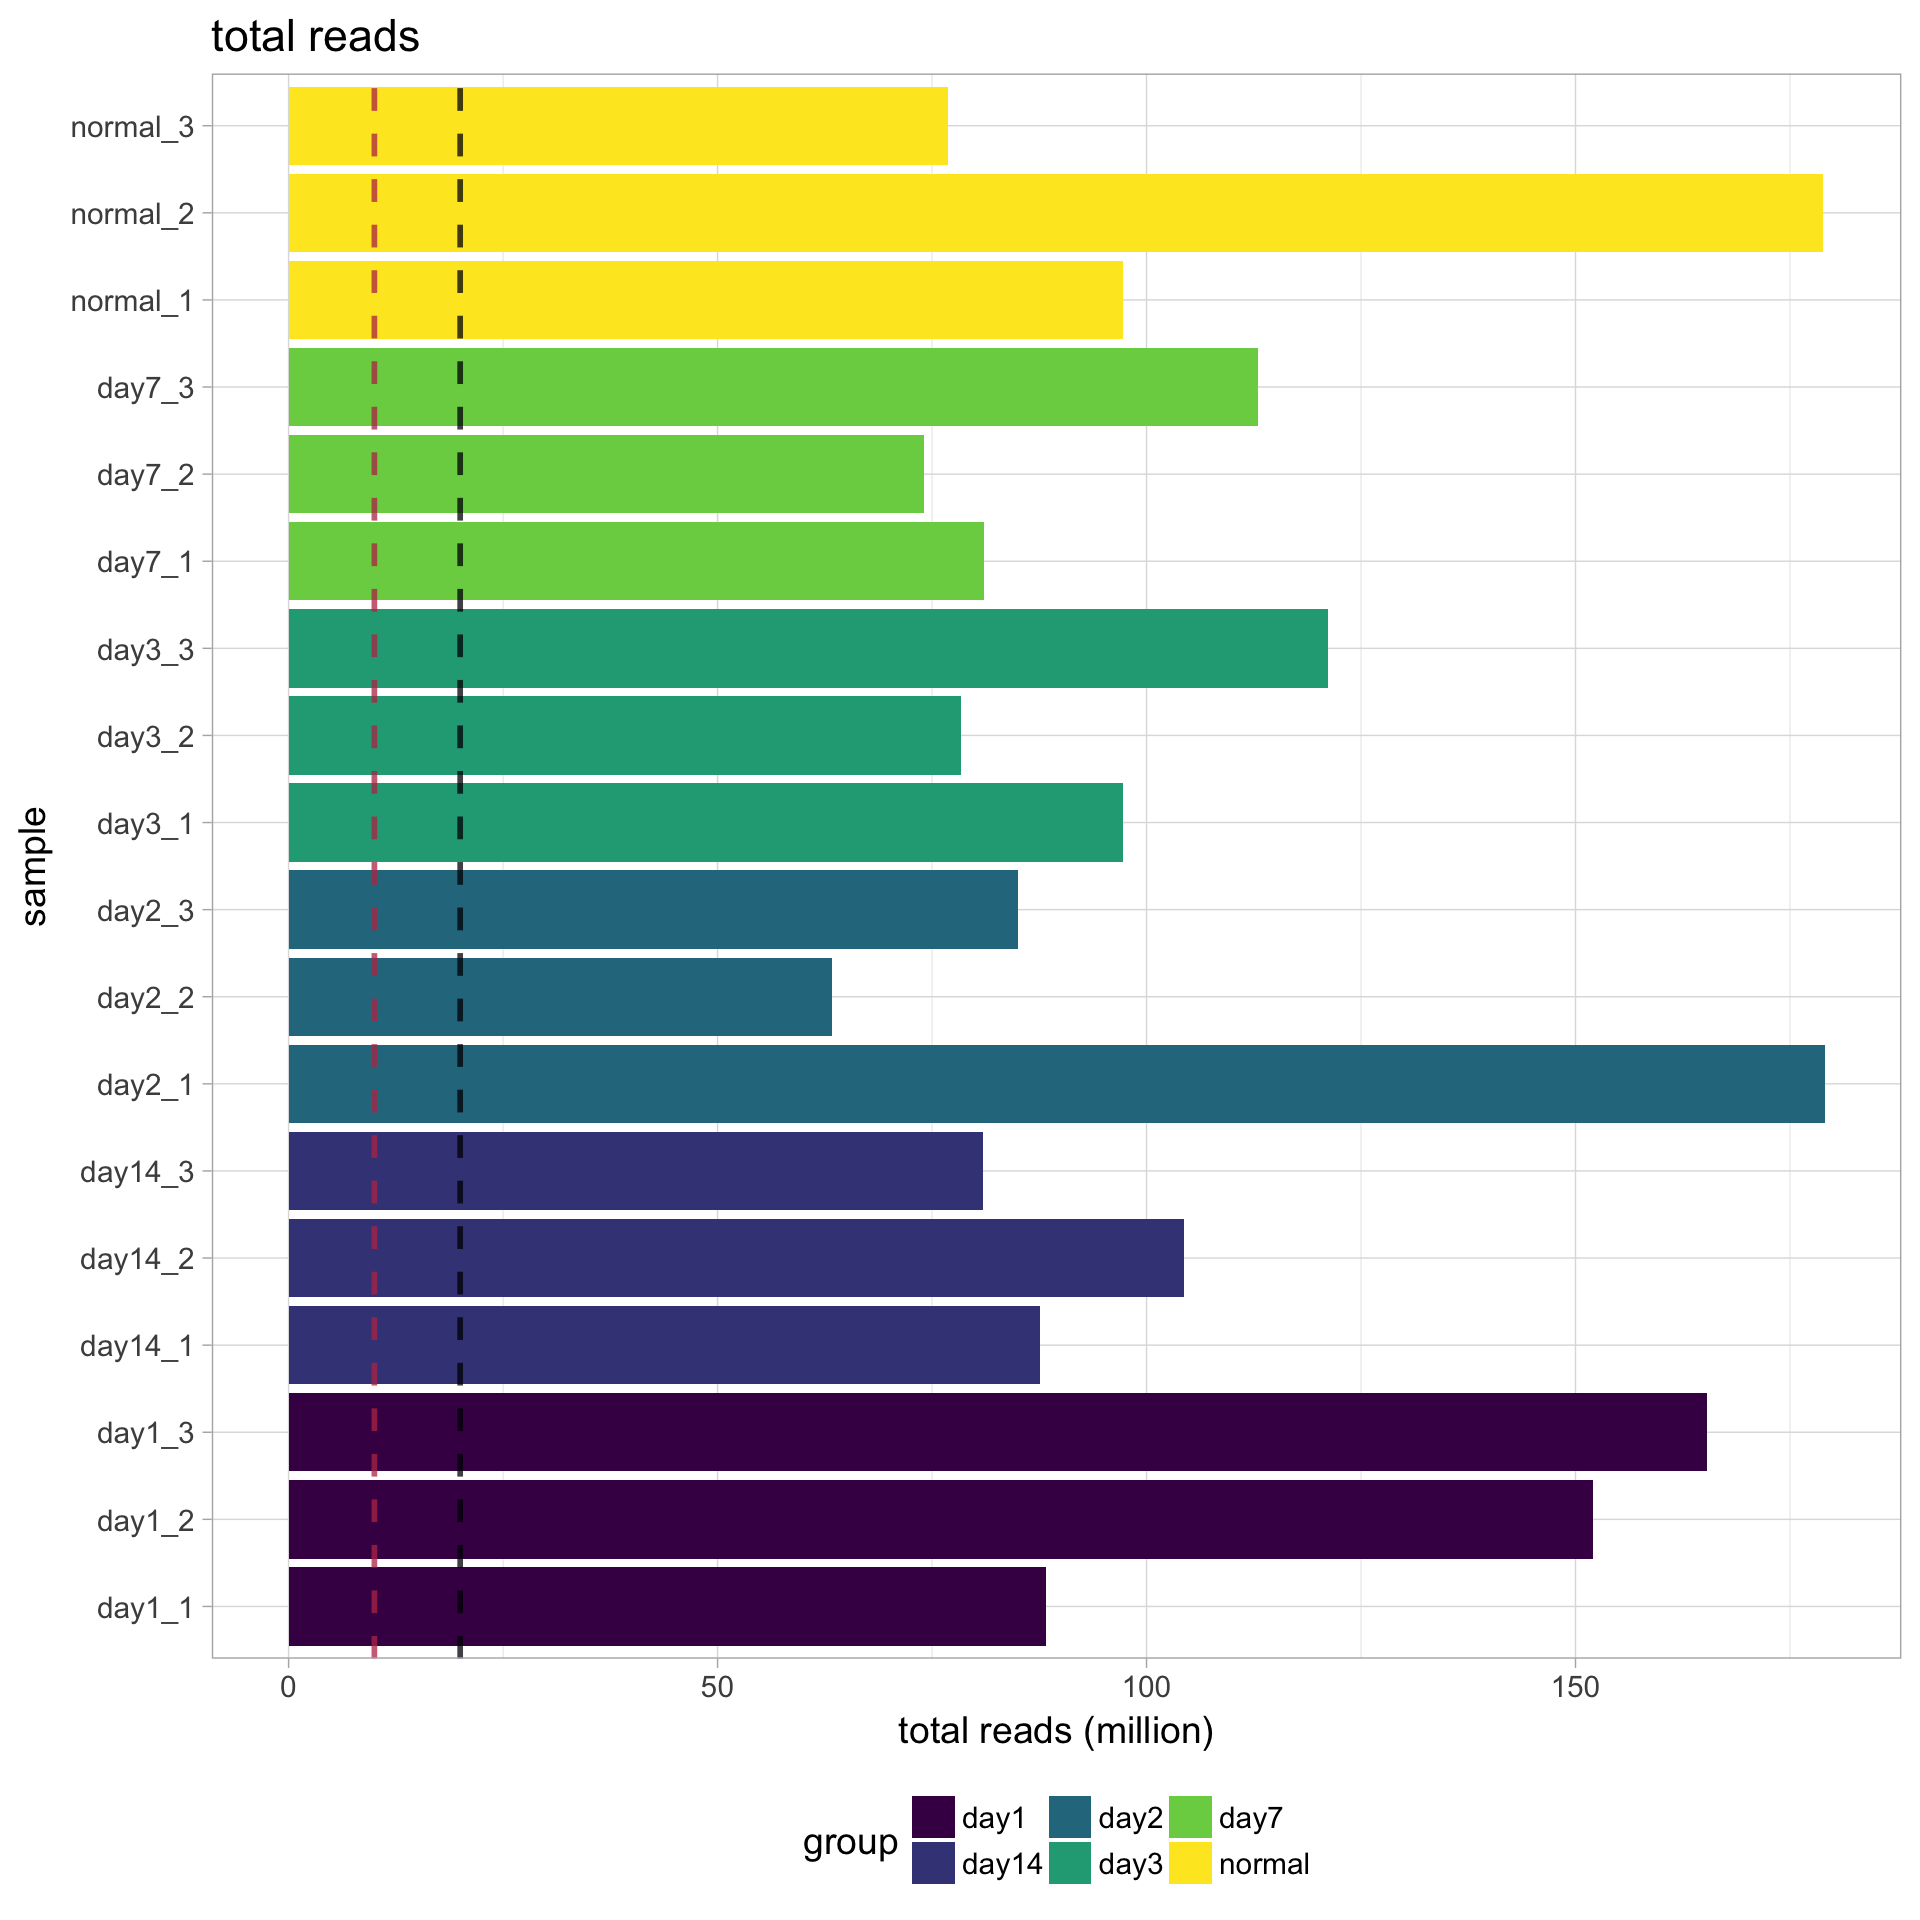 total reads
normal_3
normal_2
normal_1
day7_3
day7_2
day7_1
day3_3
day3_2
day3_1
day2_3
day2_2
day2_1
day14_3
day14_2
day14_1
day1_3
day1_2
day1_1
sample
0 50 100 150
total reads (million)
group
day1 day2 day7
day14 day3 normal